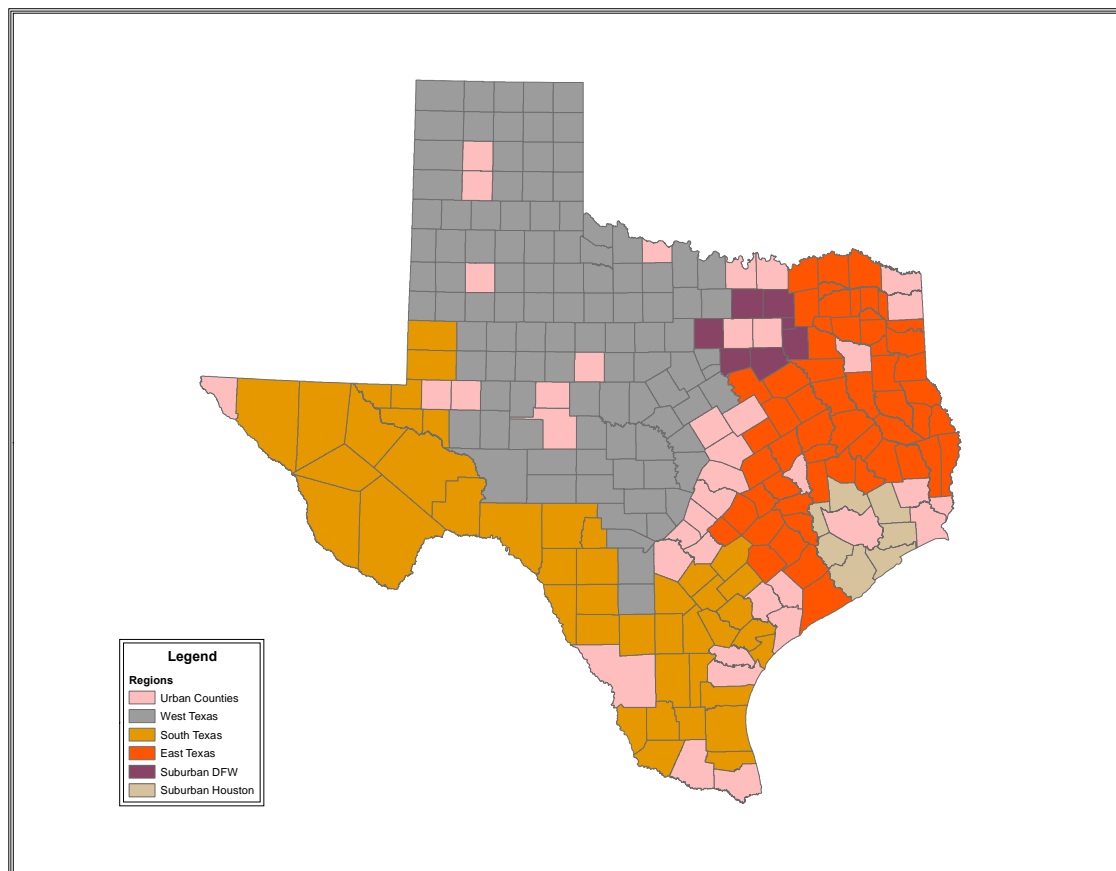 Legend
Regions
Urban Counties
West Texas
South Texas
East Texas
Suburban DFW
Suburban Houston